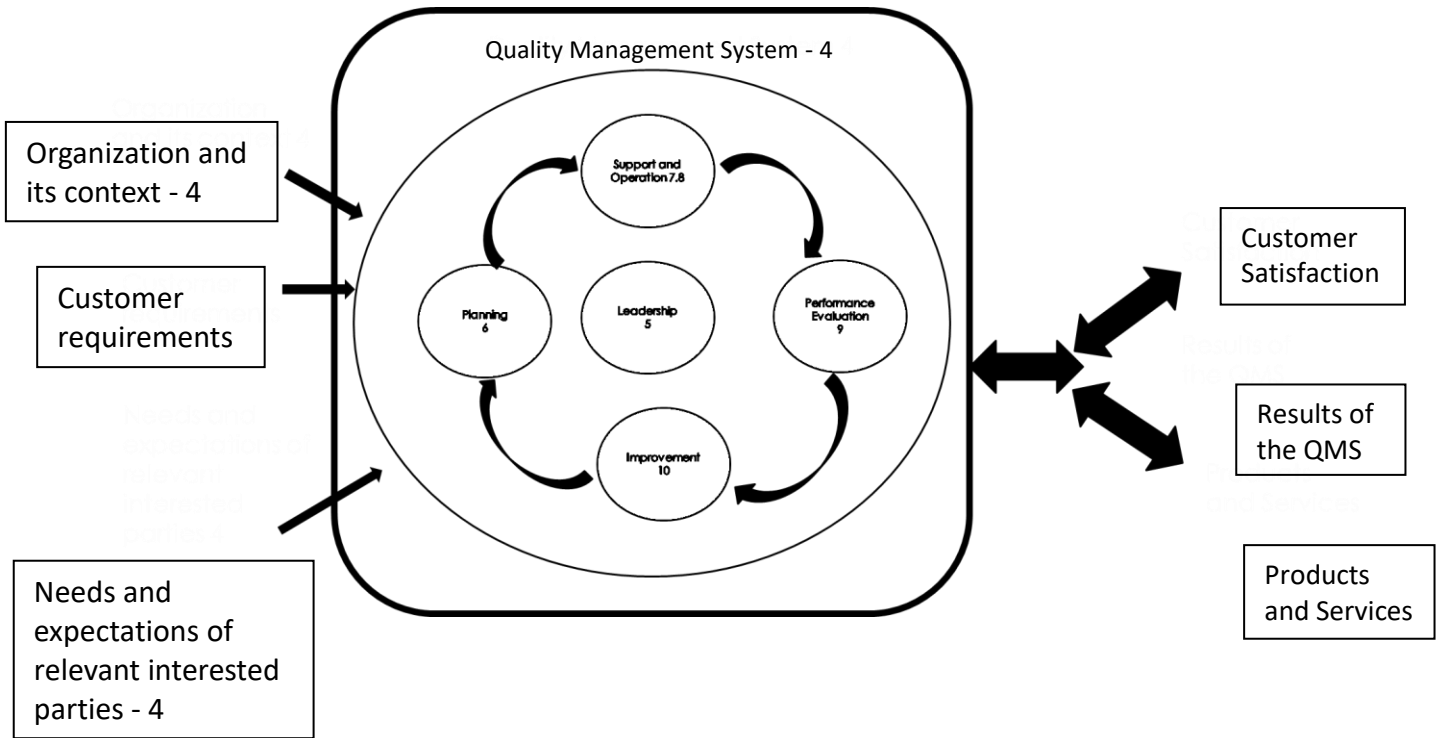 Quality Management System - 4
Organization and
its context - 4
Customer
requirements
Needs and
expectations of
relevant interested
parties - 4
Support and
Operation 7.8
Planning
6
Leadership
5
Performance
Evaluation
9
Improvement
10
Customer
Satisfaction
Results of
the QMS
Products
and Services